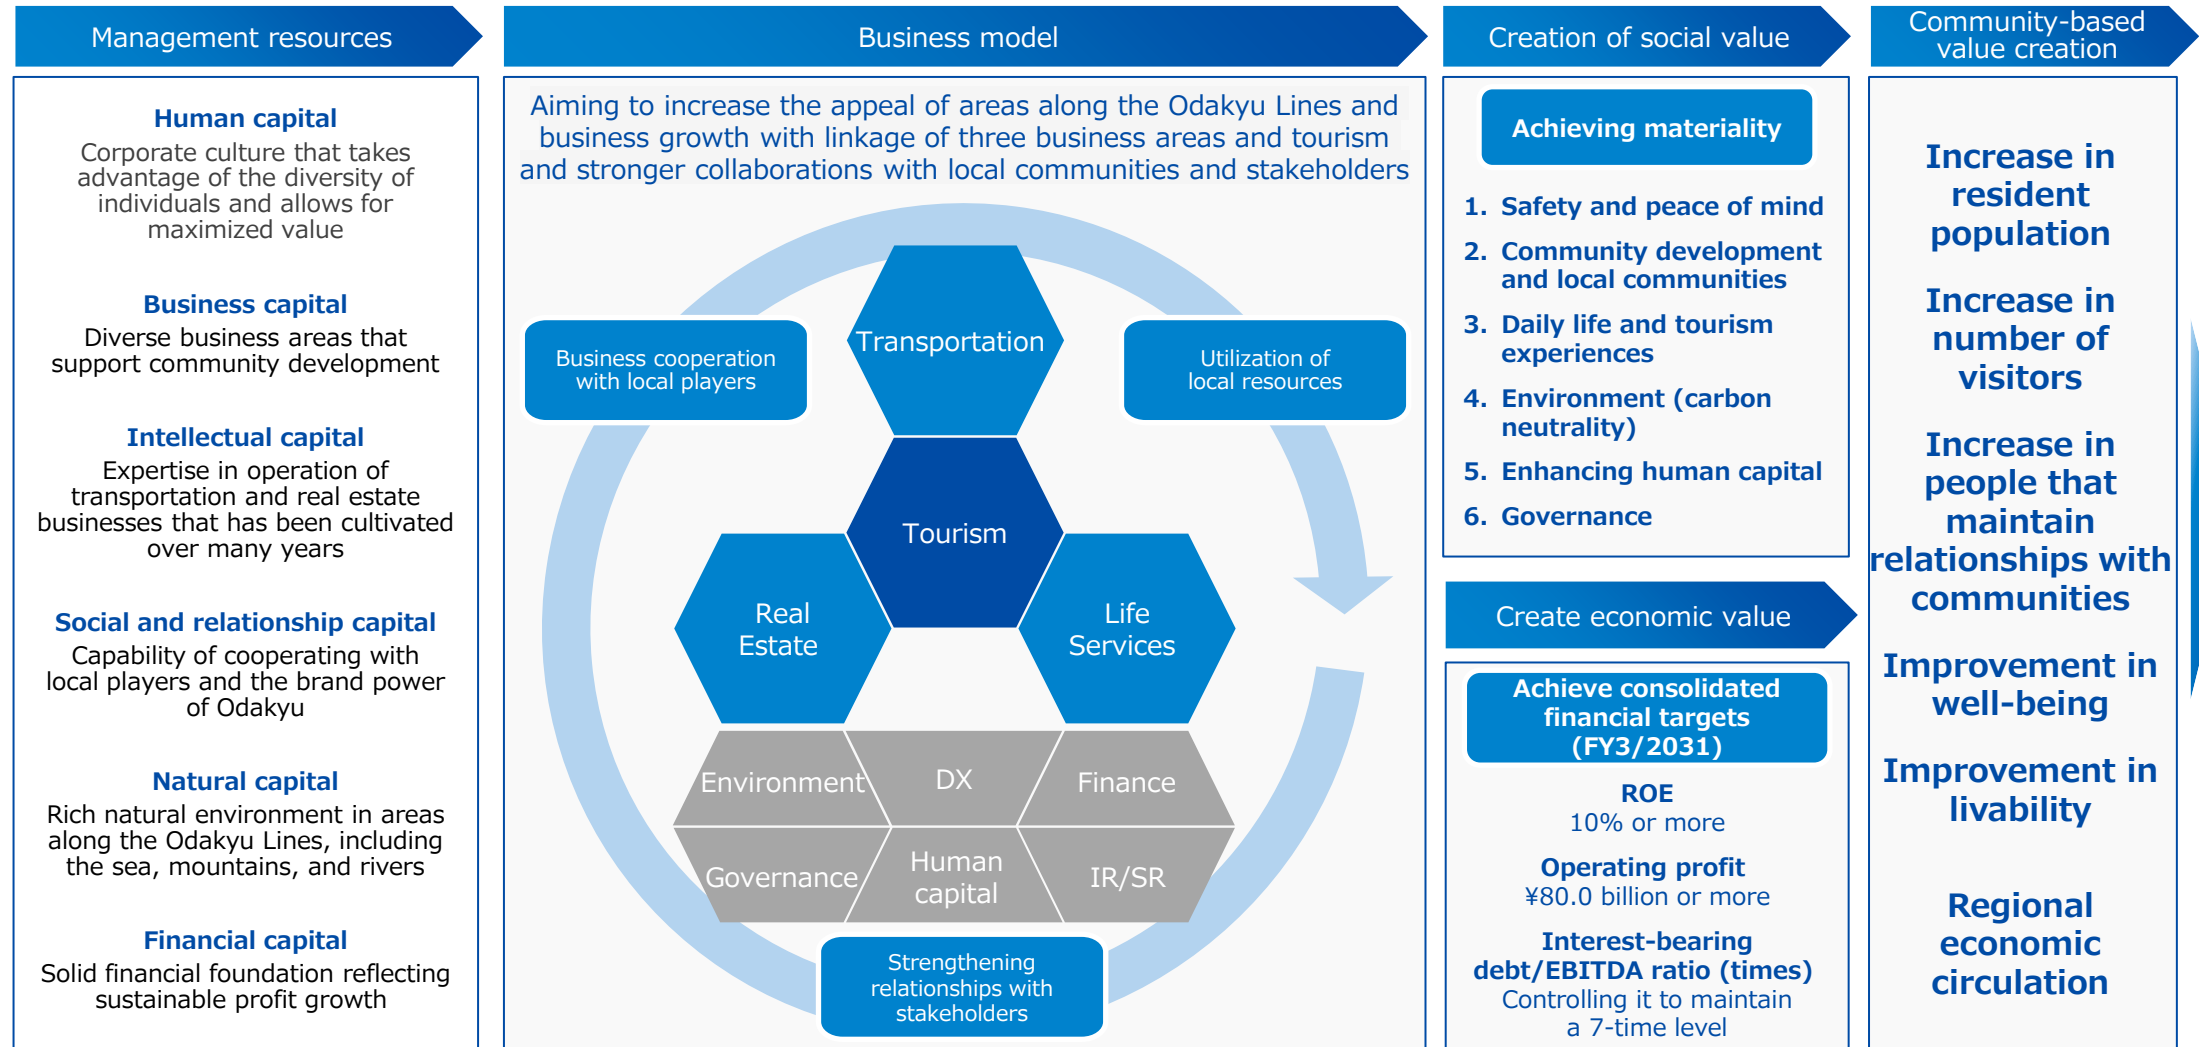 Management resources
Human capital
Corporate culture that takes
advantage of the diversity of
individuals and allows for
maximized value
Business capital
Diverse business areas that
support community development
Intellectual capital
Expertise in operation of
transportation and real estate
businesses that has been cultivated
over many years
Social and relationship capital
Capability of cooperating with
local players and the brand power
of Odakyu
Natural capital
Rich natural environment in areas
along the Odakyu Lines, including
the sea, mountains, and rivers
Financial capital
Solid financial foundation reflecting
sustainable profit growth
Business model
Aiming to increase the appeal of areas along the Odakyu Lines and
business growth with linkage of three business areas and tourism
and stronger collaborations with local communities and stakeholders
Business cooperation
with local players
Transportation
Utilization of
local resources
Tourism
Real
Estate
Life
Services
Environment
DX
Finance
Governance
Human
capital
IR/SR
Strengthening
relationships with
stakeholders
Creation of social value
Achieving materiality
1. Safety and peace of mind
2. Community development
and local communities
3. Daily life and tourism
experiences
4. Environment (carbon
neutrality)
5. Enhancing human capital
6. Governance
Create economic value
Achieve consolidated
financial targets
(FY3/2031)
ROE
10% or more
Operating profit
¥80.0 billion or more
Interest-bearing
debt/EBITDA ratio (times)
Controlling it to maintain
a 7-time level
Community-based
value creation
Increase in
resident
population
Increase in
number of
visitors
Increase in
people that
maintain
relationships with
communities
Improvement in
well-being
Improvement in
livability
Regional
economic
circulation